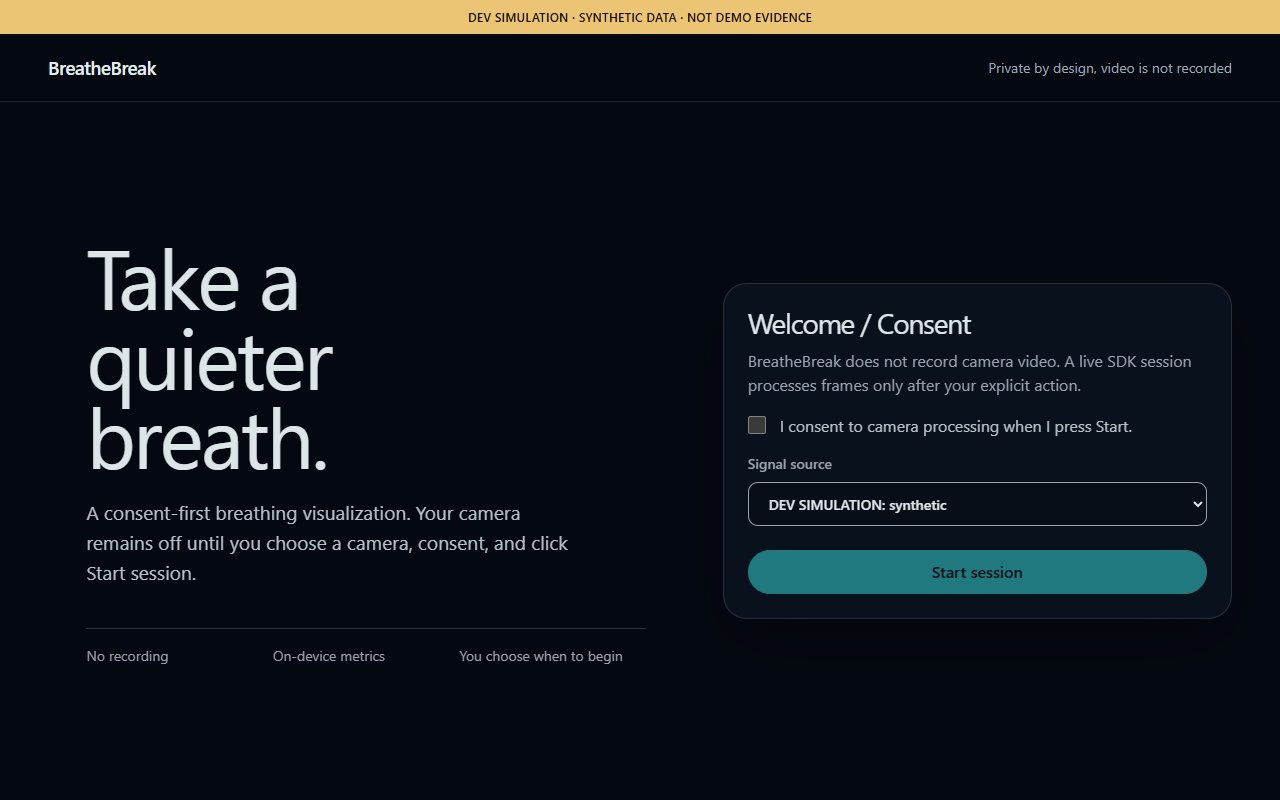 DEV SIMULATION · SYNTHETIC DATA · NOT DEMO EVIDENCE
BreatheBreak
Private by design, video is not recorded
Take a
quieter
breath.
A consent-first breathing visualization. Your camera
remains off until you choose a camera, consent, and click
Start session.
No recording
On-device metrics
You choose when to begin
Welcome / Consent
BreatheBreak does not record camera video. A live SDK session
processes frames only after your explicit action.
I consent to camera processing when I press Start.
Signal source
DEV SIMULATION: synthetic
Start session